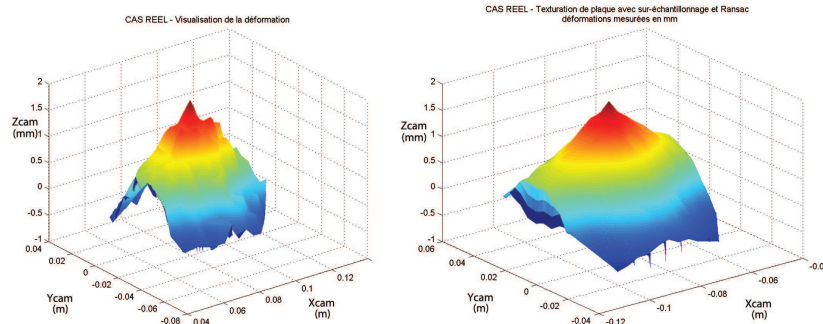 CAS REEL - Visualisation de la déformation
2
1.5
Zcam
(mm)1
0.5
0
-0.5
-1
0.04
0.02
0
-0.02
-0.04
-0.06
-0.08
Ycam
(m)
0.04
0.06
0.08
0.1
0.12
Xcam
(m)
CAS REEL - Texturation de plaque avec sur-échantillonnage et Ransac
déformations mesurées en mm
2
1.5
Zcam
(mm)
1
0.5
0
-0.5
-1
0.06
0.04
0.02
0
-0.02
-0.04
Ycam
(m)
-0.12
-0.1
-0.08
-0.06
-0.0
Xcam
(m)